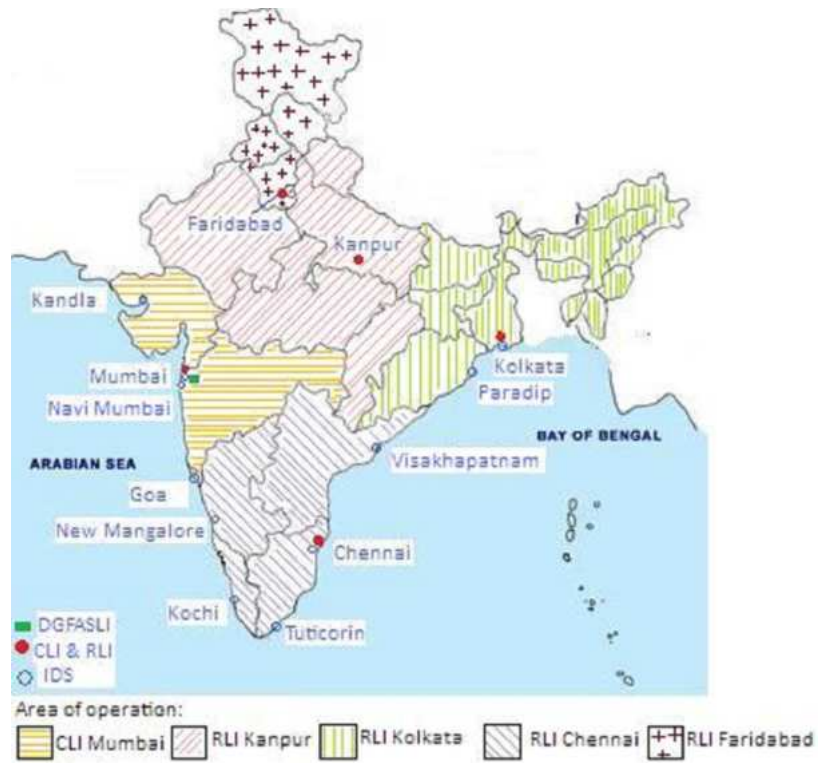 Faridabad
Kanpur
Kandla
Mumbai
Kolkata
Navi Mumbai
Paradip
BAY OF BENGAL
ARABIAN SEA
Visakhapatnam
Goa
New Mangalore
Chennai
Kochi
Tuticorin
DGFASLI
CLI & RLI
IDS
Area of operation:
CLI Mumbai RLI Kanpur RLI Kolkata RLI Chennai RLI Faridabad